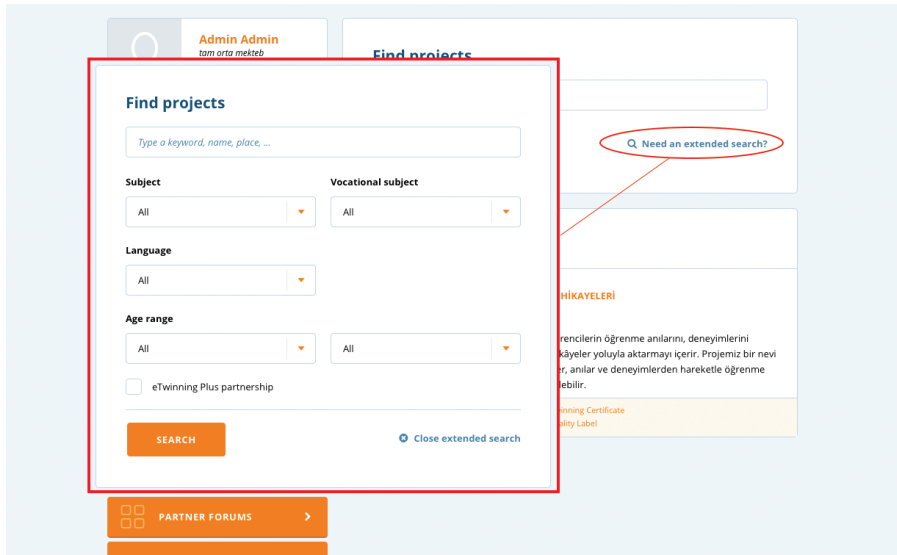 Admin Admin
tam orta mekteb
Find projects
Need an extended search?
Find projects
Type a keyword, name, place, ...
Subject
Vocational subject
All
All
Language
All
Age range
All
All
eTwinning Plus partnership
SEARCH
Close extended search
HİKAYELERİ
rencilerin öğrenme anılarını, deneyimlerini
kâyeler yoluyla aktarmayı içerir. Projemiz bir nevi
er, anılar ve deneyimlerden hareketle öğrenme
lebilir.
inning Certificate
ality Label
PARTNER FORUMS